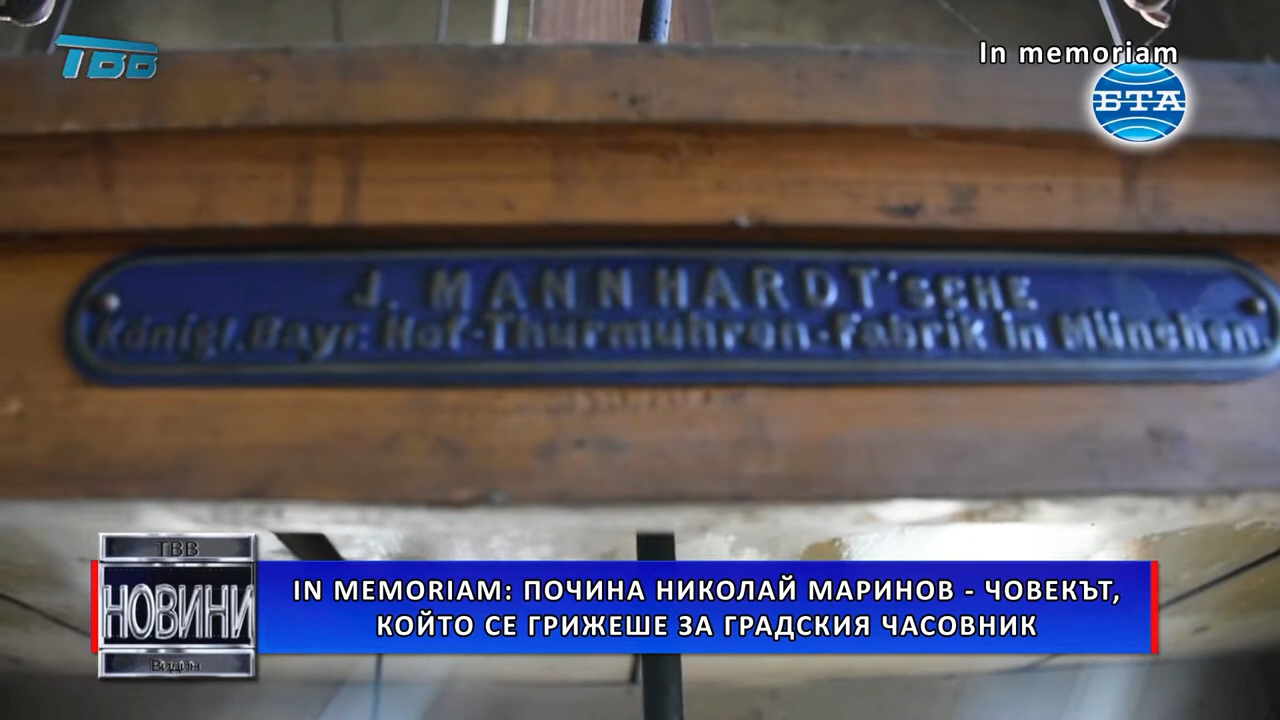 ТВВ
In memoriam
БТА
J. MANNHARDT'SCHE
Königl. Bayr. Hof-Thurmuhren-Fabrik in München.
ТВВ
НОВИНИ
Видин
IN MEMORIAM: ПОЧИНА НИКОЛАЙ МАРИНОВ - ЧОВЕКЪТ,
КОЙТО СЕ ГРИЖЕШЕ ЗА ГРАДСКИЯ ЧАСОВНИК